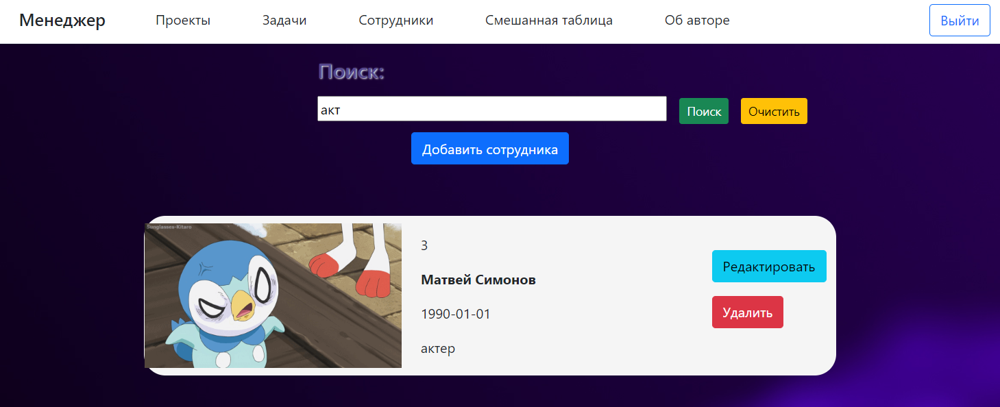 Менеджер Проекты Задачи Сотрудники Смешанная таблица Об авторе Выйти
Поиск:
акт Поиск Очистить
Добавить сотрудника
Sunglasses-Kitaro
3
Редактировать
Матвей Симонов
Удалить
1990-01-01
актер